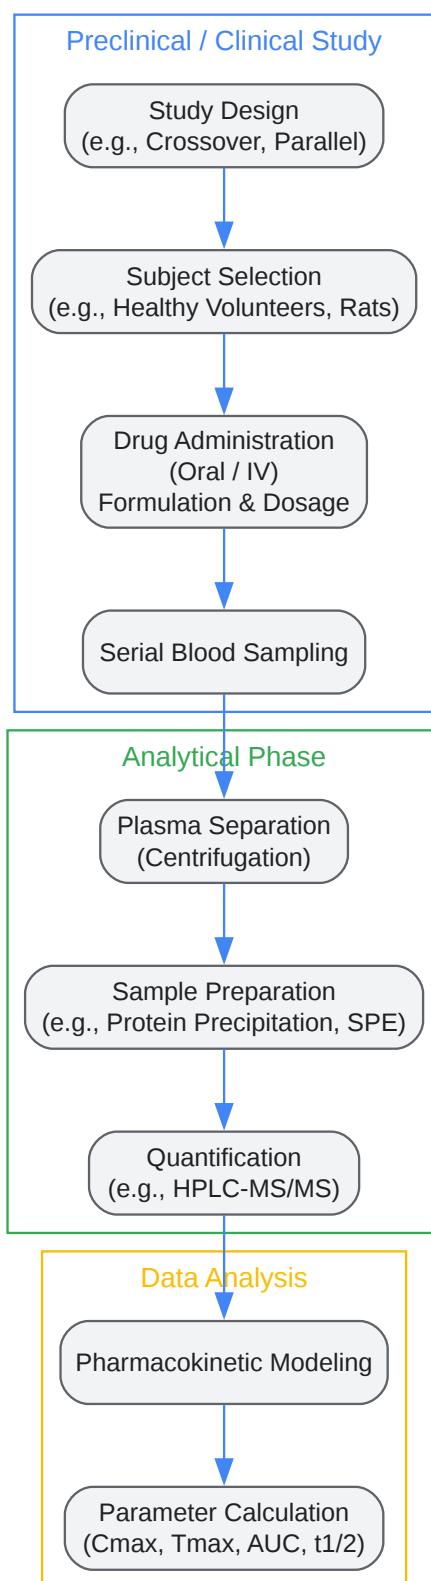 Preclinical / Clinical Study
Study Design
(e.g., Crossover, Parallel)
Subject Selection
(e.g., Healthy Volunteers, Rats)
Drug Administration
(Oral / IV)
Formulation & Dosage
Serial Blood Sampling
Analytical Phase
Plasma Separation
(Centrifugation)
Sample Preparation
(e.g., Protein Precipitation, SPE)
Quantification
(e.g., HPLC-MS/MS)
Data Analysis
Pharmacokinetic Modeling
Parameter Calculation
(Cmax, Tmax, AUC, t1/2)